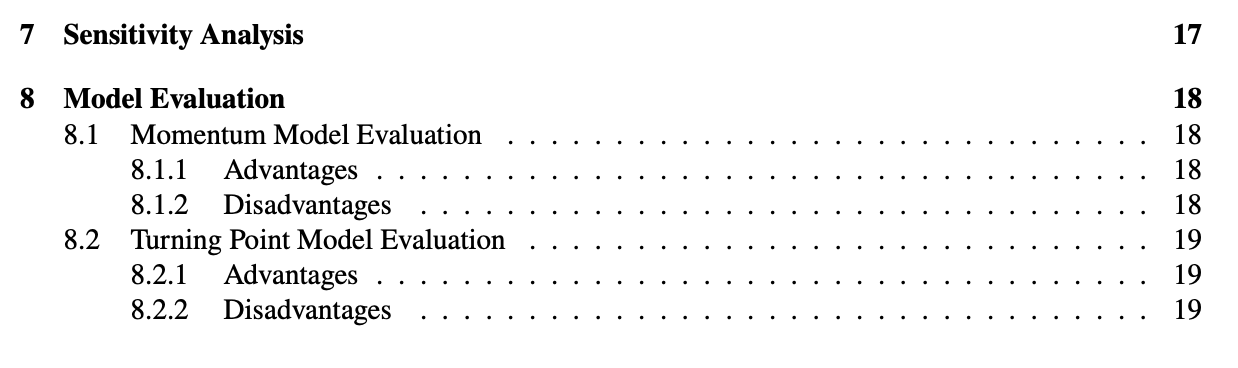 7 Sensitivity Analysis 17
8 Model Evaluation 18
8.1 Momentum Model Evaluation . . . . . . . . . . . . . . . . . . . . . . . . . . . . . . 18
8.1.1 Advantages . . . . . . . . . . . . . . . . . . . . . . . . . . . . . . . . . . . . 18
8.1.2 Disadvantages . . . . . . . . . . . . . . . . . . . . . . . . . . . . . . . . . . 18
8.2 Turning Point Model Evaluation . . . . . . . . . . . . . . . . . . . . . . . . . . . . . 19
8.2.1 Advantages . . . . . . . . . . . . . . . . . . . . . . . . . . . . . . . . . . . . 19
8.2.2 Disadvantages . . . . . . . . . . . . . . . . . . . . . . . . . . . . . . . . . . 19